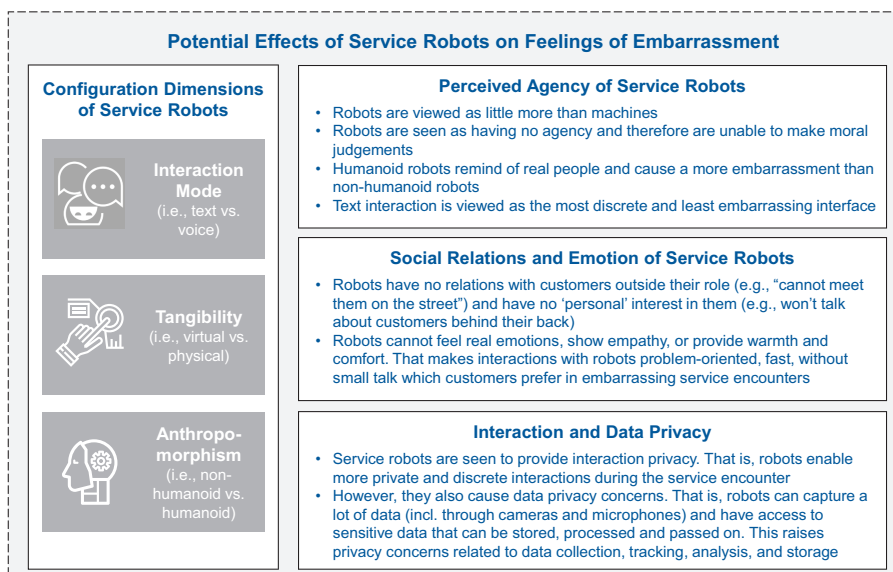 Potential Effects of Service Robots on Feelings of Embarrassment
Configuration Dimensions
of Service Robots
Interaction
Mode
(i.e., text vs.
voice)
Tangibility
(i.e., virtual vs.
physical)
Anthropo-
morphism
(i.e., non-
humanoid vs.
humanoid)
Perceived Agency of Service Robots
• Robots are viewed as little more than machines
• Robots are seen as having no agency and therefore are unable to make moral
judgements
• Humanoid robots remind of real people and cause a more embarrassment than
non-humanoid robots
• Text interaction is viewed as the most discrete and least embarrassing interface
Social Relations and Emotion of Service Robots
• Robots have no relations with customers outside their role (e.g., “cannot meet
them on the street”) and have no ‘personal’ interest in them (e.g., won’t talk
about customers behind their back)
• Robots cannot feel real emotions, show empathy, or provide warmth and
comfort. That makes interactions with robots problem-oriented, fast, without
small talk which customers prefer in embarrassing service encounters
Interaction and Data Privacy
• Service robots are seen to provide interaction privacy. That is, robots enable
more private and discrete interactions during the service encounter
• However, they also cause data privacy concerns. That is, robots can capture a
lot of data (incl. through cameras and microphones) and have access to
sensitive data that can be stored, processed and passed on. This raises
privacy concerns related to data collection, tracking, analysis, and storage